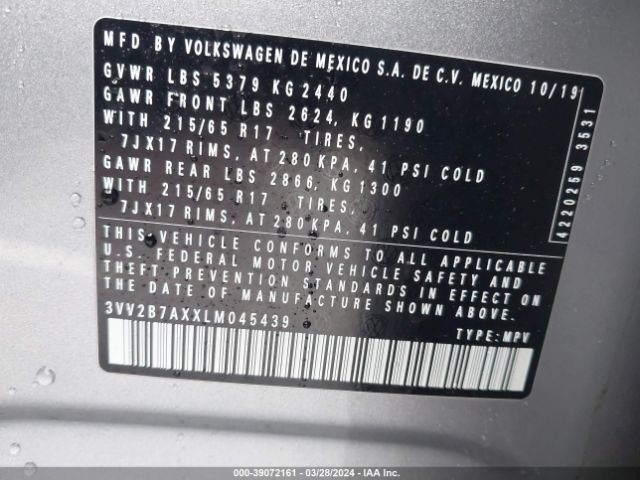 MFD BY VOLKSWAGEN DE MEXICO S.A. DE C.V. MEXICO 10/19
GVWR LBS 5379 KG 2440
GAWR FRONT LBS 2624, KG 1190
WITH 215/65 R17 TIRES,
7JX17 RIMS, AT 280 KPA, 41 PSI COLD
GAWR REAR LBS 2866, KG 1300
WITH 215/65 R17 TIRES,
7JX17 RIMS, AT 280 KPA, 41 PSI COLD
THIS VEHICLE CONFORMS TO ALL APPLICABLE
U.S. FEDERAL MOTOR VEHICLE SAFETY AND
THEFT PREVENTION STANDARDS IN EFFECT ON
THE DATE OF MANUFACTURE SHOWN ABOVE.
3VV2B7AXXLM045439
TYPE: MPV
4220259 3531
000-39072161 | 03/28/2024 | IAA Inc.